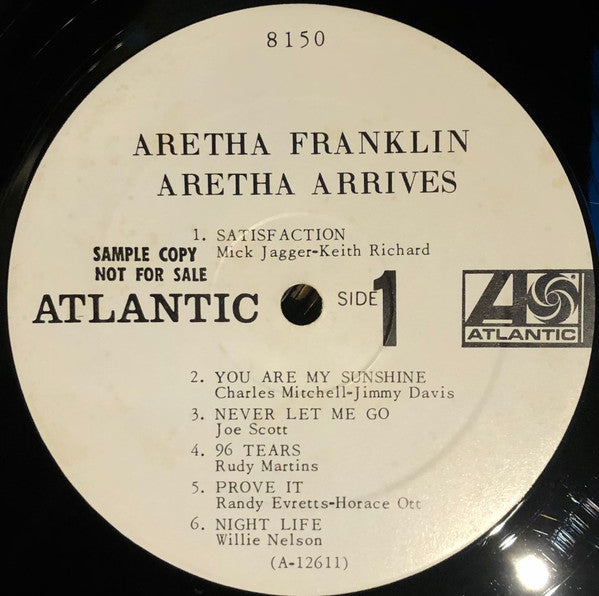 8150
ARETHA FRANKLIN
ARETHA ARRIVES
1. SATISFACTION
Mick Jagger-Keith Richard
SAMPLE COPY
NOT FOR SALE
ATLANTIC
SIDE 1
ATLANTIC
2. YOU ARE MY SUNSHINE
Charles Mitchell-Jimmy Davis
3. NEVER LET ME GO
Joe Scott
4. 96 TEARS
Rudy Martins
5. PROVE IT
Randy Evretts-Horace Ott
6. NIGHT LIFE
Willie Nelson
(A-12611)